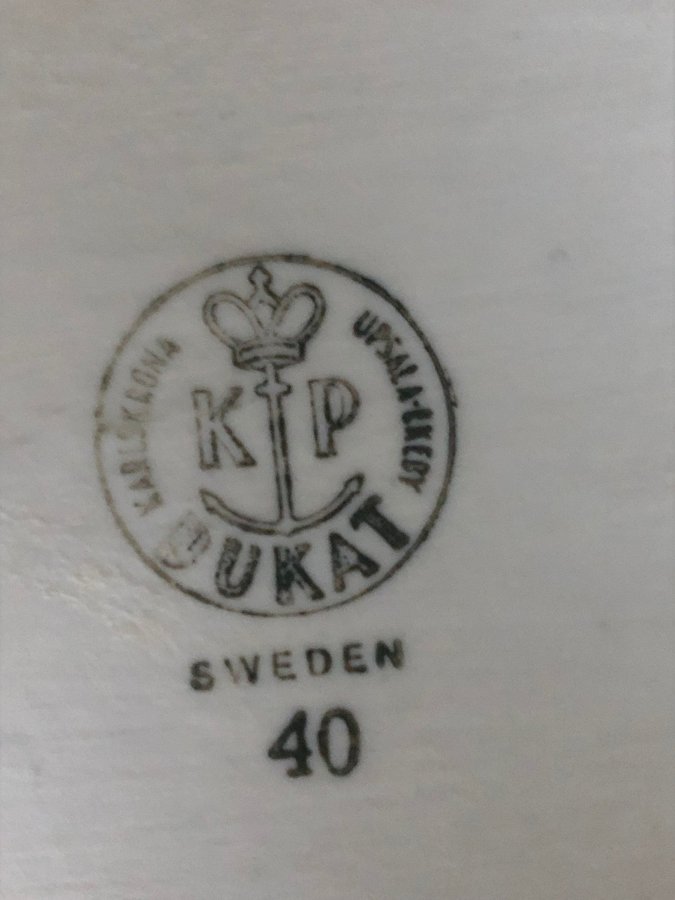 KARLSKRONA
UPSALA-EKEBY
K P
DUKAT
SWEDEN
40